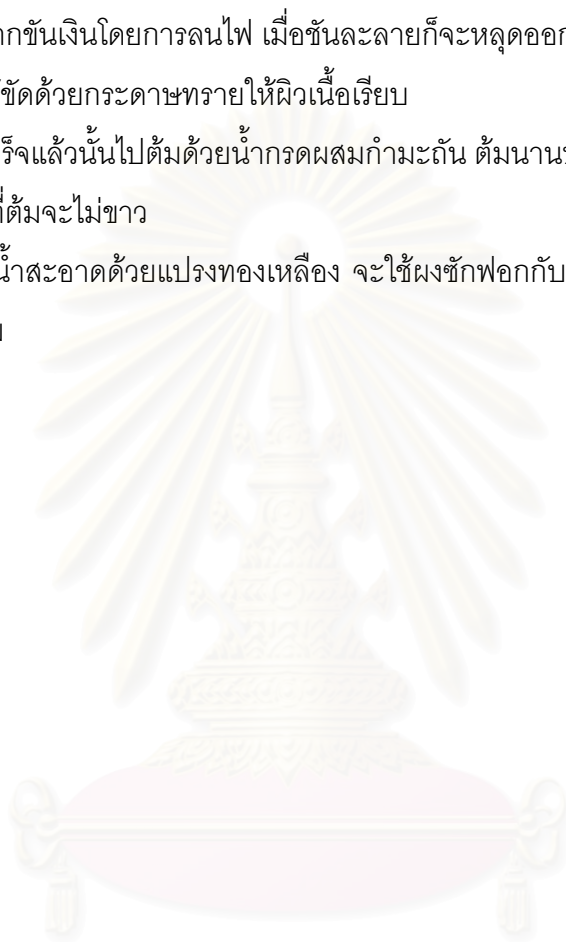 ากขันเงินโดยการลนไฟ เมื่อชันละลายก็จะหลุดออก
ขัดด้วยกระดาษทรายให้ผิวเนื้อเรียบ
ร็จแล้วนั้นไปต้มด้วยน้ำกรดผสมกำมะถัน ต้มนาน
ที่ต้มจะไม่ขาว
น้ำสะอาดด้วยแปรงทองเหลือง จะใช้ผงซักฟอกกับ